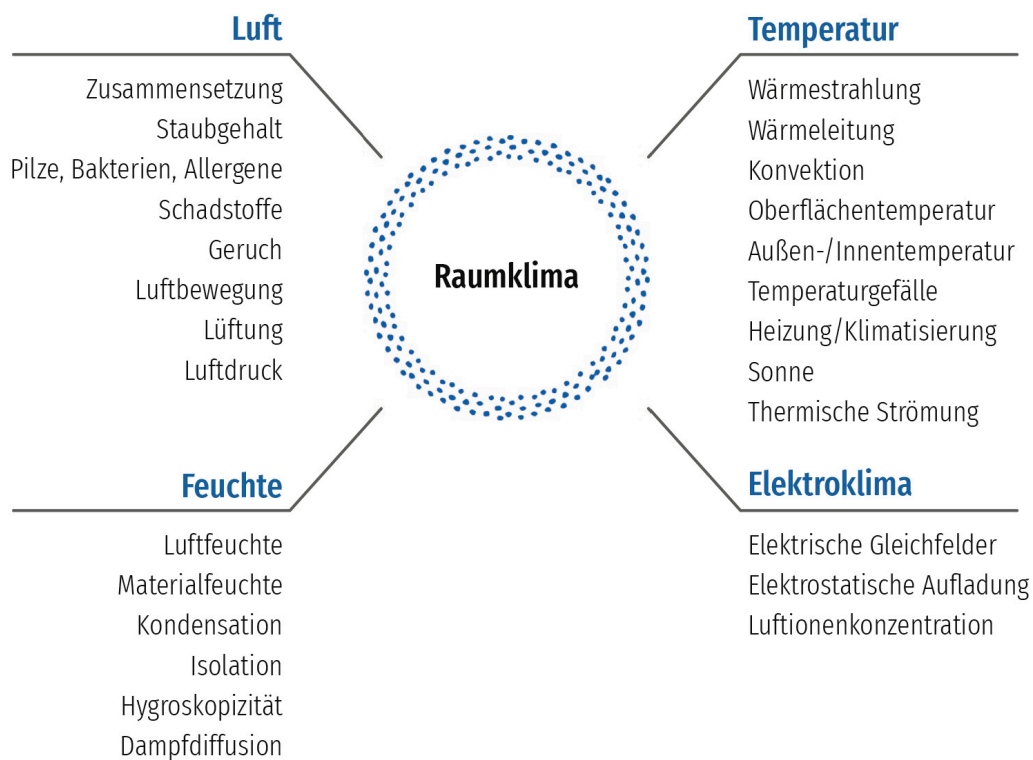 Luft
Zusammensetzung
Staubgehalt
Pilze, Bakterien, Allergene
Schadstoffe
Geruch
Luftbewegung
Lüftung
Luftdruck
Temperatur
Wärmestrahlung
Wärmeleitung
Konvektion
Oberflächentemperatur
Außen-/Innentemperatur
Temperaturgefälle
Heizung/Klimatisierung
Sonne
Thermische Strömung
Raumklima
Feuchte
Luftfeuchte
Materialfeuchte
Kondensation
Isolation
Hygroskopizität
Dampfdiffusion
Elektroklima
Elektrische Gleichfelder
Elektrostatische Aufladung
Luftionenkonzentration